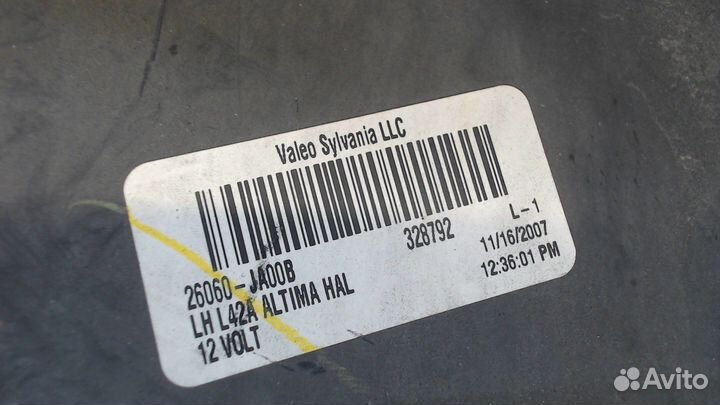 Valeo Sylvania LLC
328792
L-1
26060-JA00B
11/16/2007
LH L42A ALTIMA HAL
12:36:01 PM
12 VOLT
Avito